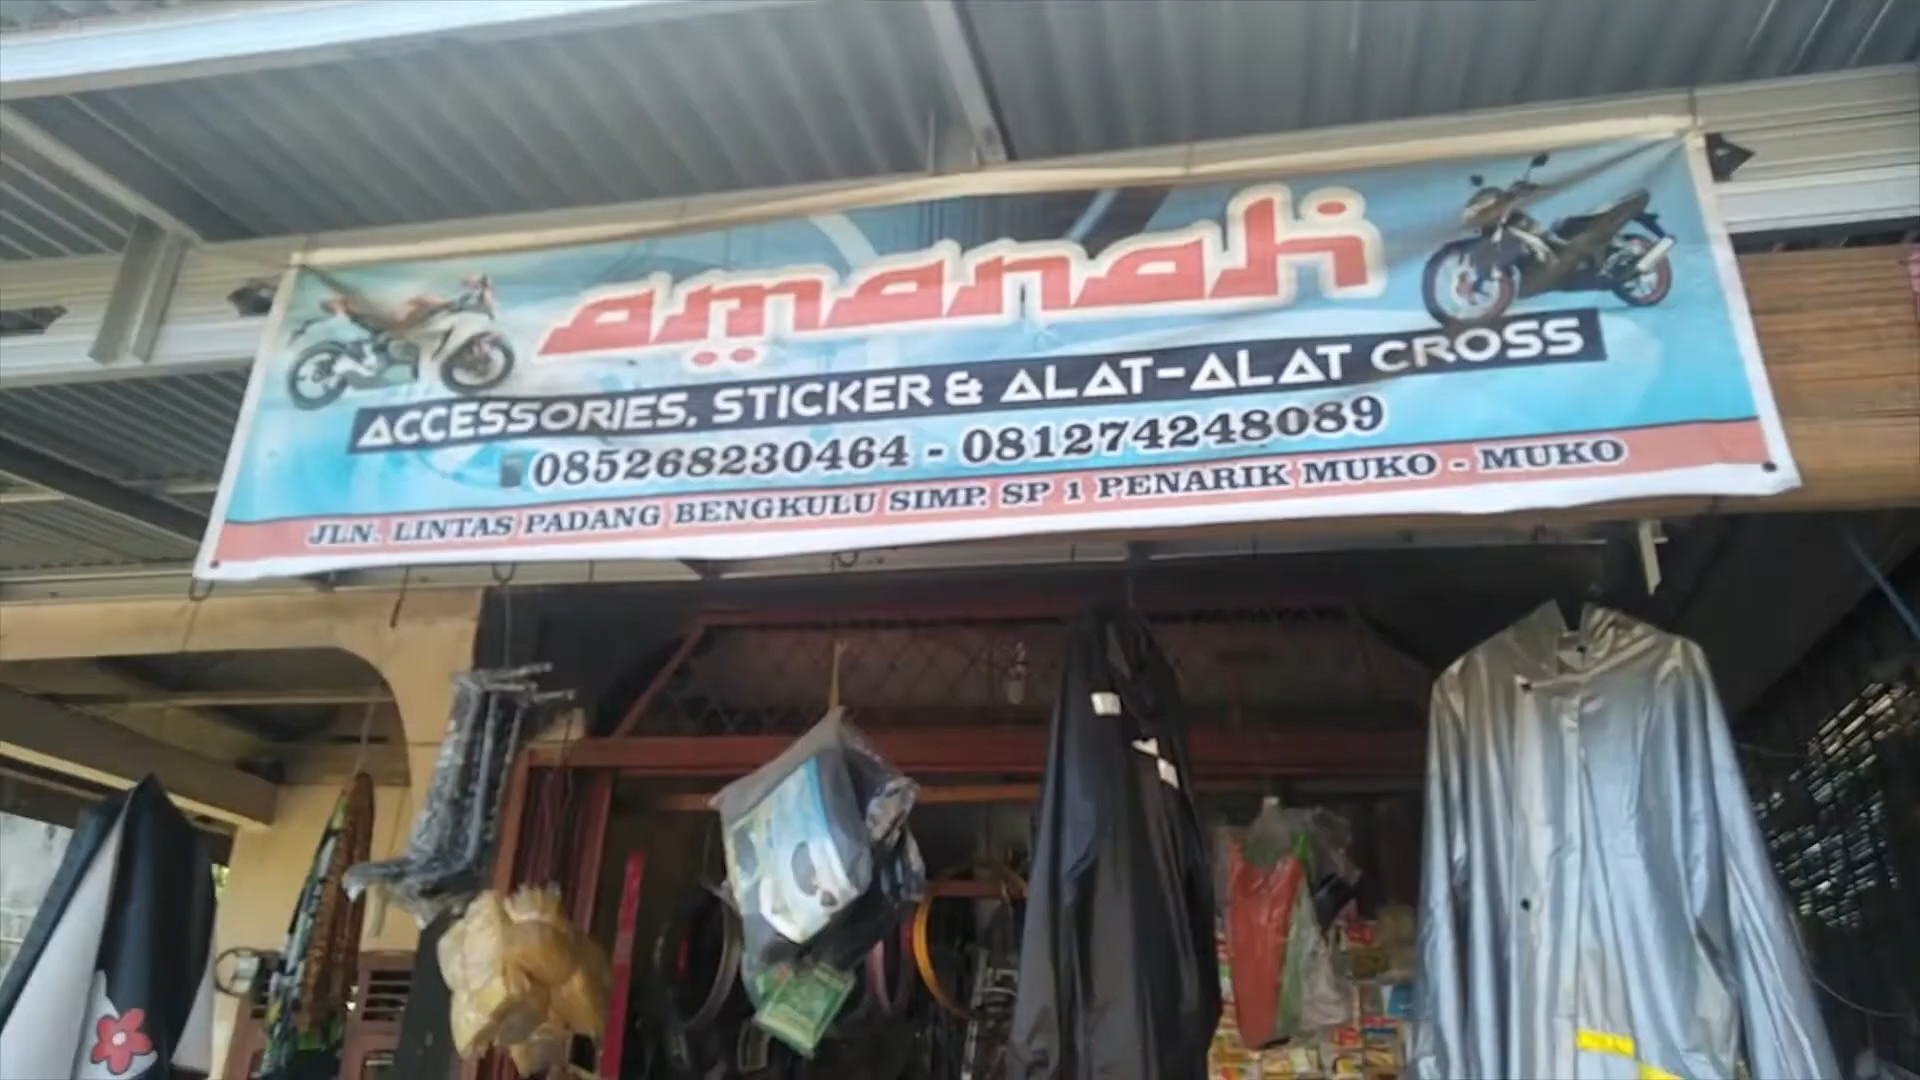 amanah
ACCESSORIES, STICKER & ALAT-ALAT CROSS
085268230464 - 081274248089
JLN. LINTAS PADANG BENGKULU SIMP. SP 1 PENARIK MUKO - MUKO